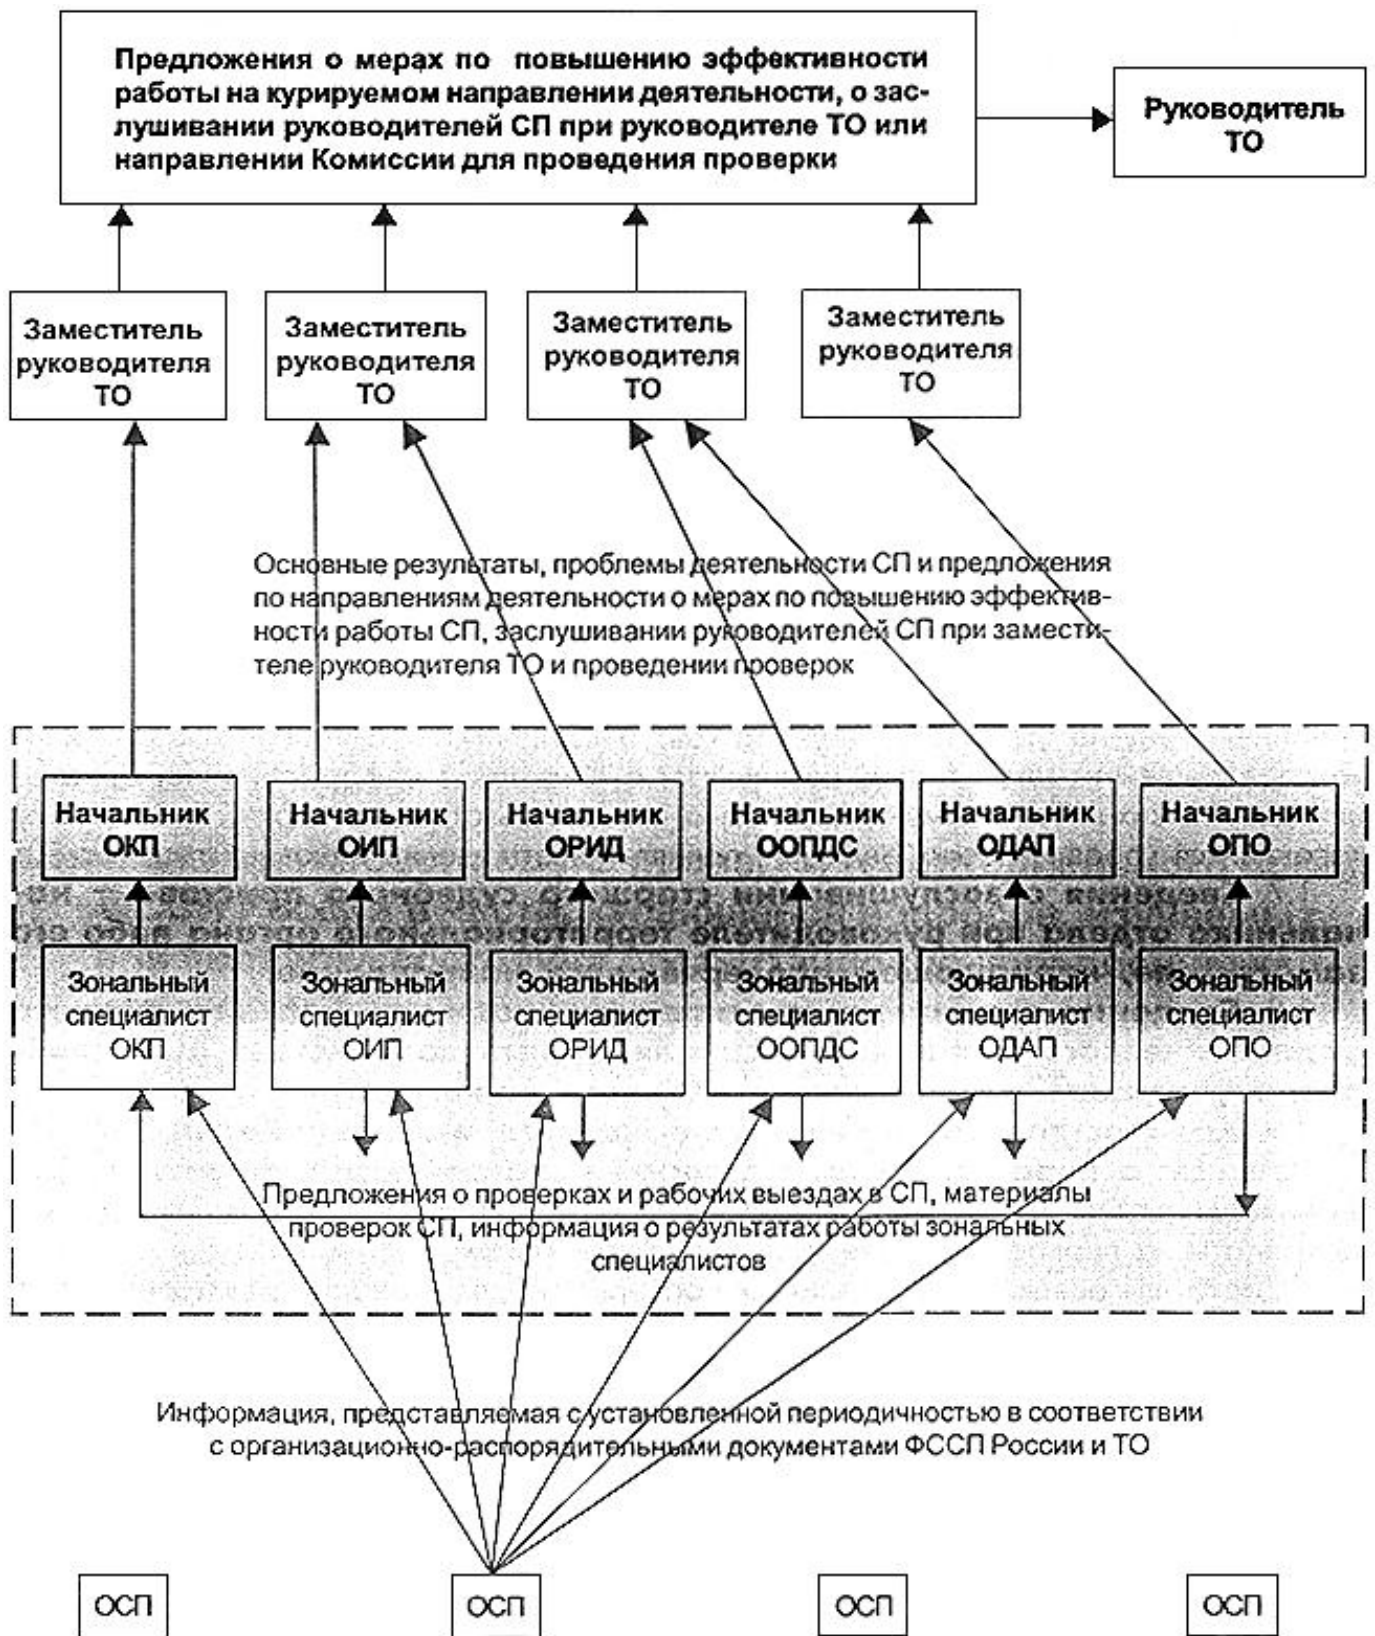 Предложения о мерах по повышению эффективности
работы на курируемом направлении деятельности, о зас-
лушивании руководителей СП при руководителе ТО или
направлении Комиссии для проведения проверки
Руководитель
ТО
Заместитель
руководителя
ТО
Заместитель
руководителя
ТО
Заместитель
руководителя
ТО
Заместитель
руководителя
ТО
Основные результаты, проблемы деятельности СП и предложения
по направлениям деятельности о мерах по повышению эффектив-
ности работы СП, заслушивании руководителей СП при замести-
теле руководителя ТО и проведении проверок
Начальник
ОКП
Начальник
ОИП
Начальник
ОРИД
Начальник
ООПДС
Начальник
ОДАП
Начальник
ОПО
Зональный
специалист
ОКП
Зональный
специалист
ОИП
Зональный
специалист
ОРИД
Зональный
специалист
ООПДС
Зональный
специалист
ОДАП
Зональный
специалист
ОПО
Предложения о проверках и рабочих выездах в СП, материалы
проверок СП, информация о результатах работы зональных
специалистов
Информация, представляемая с установленной периодичностью в соответствии
с организационно-распорядительными документами ФССП России и ТО
ОСП
ОСП
ОСП
ОСП